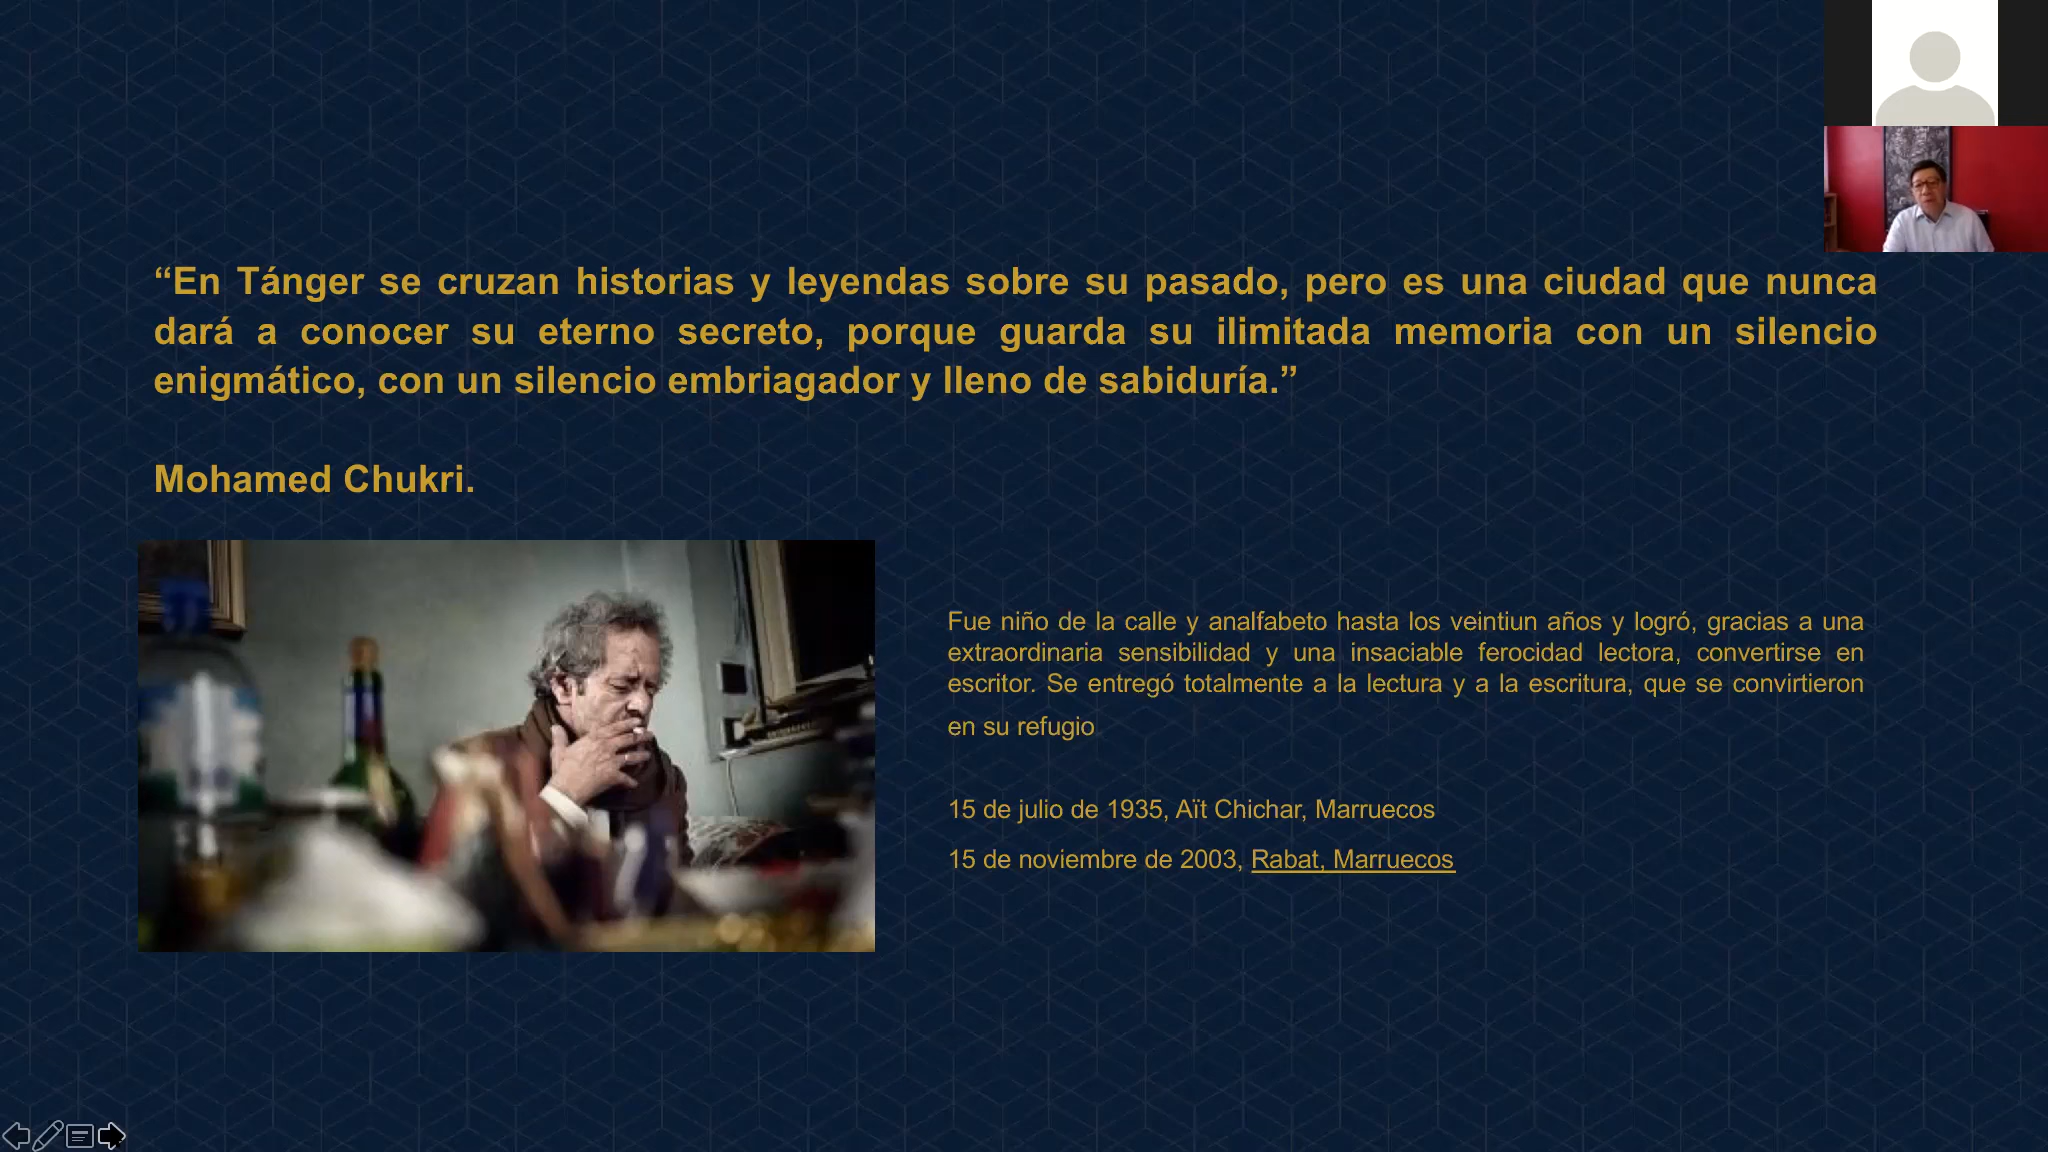 “En Tánger se cruzan historias y leyendas sobre su pasado, pero es una ciudad que nunca
dará a conocer su eterno secreto, porque guarda su ilimitada memoria con un silencio
enigmático, con un silencio embriagador y lleno de sabiduría.”
Mohamed Chukri.
Fue niño de la calle y analfabeto hasta los veintiun años y logró, gracias a una
extraordinaria sensibilidad y una insaciable ferocidad lectora, convertirse en
escritor. Se entregó totalmente a la lectura y a la escritura, que se convirtieron
en su refugio
15 de julio de 1935, Aït Chichar, Marruecos
15 de noviembre de 2003, Rabat, Marruecos